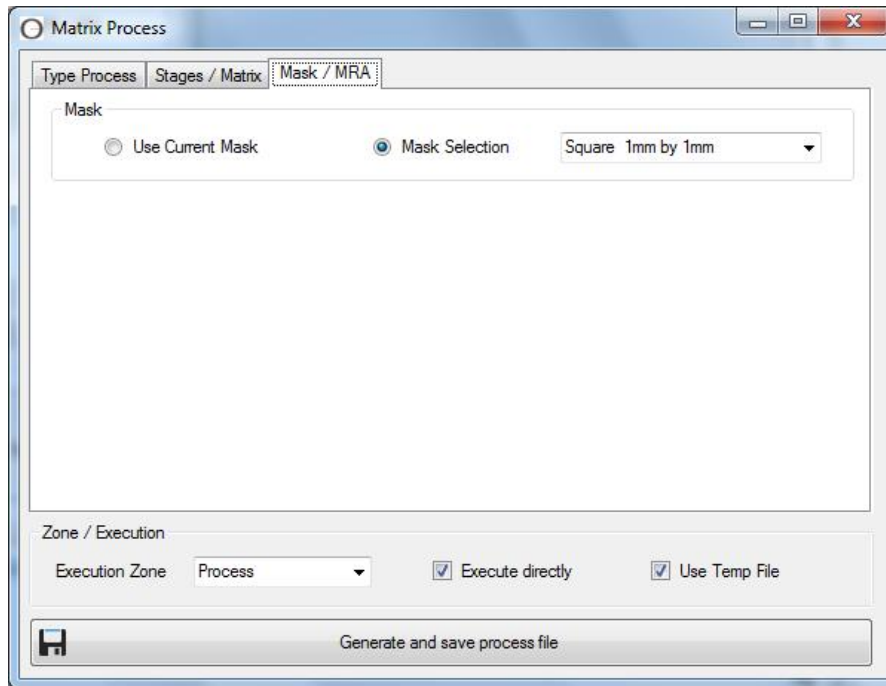 Matrix Process
Type Process Stages / Matrix Mask / MRA
Mask
Use Current Mask Mask Selection Square 1mm by 1mm
Zone / Execution
Execution Zone Process Execute directly Use Temp File
Generate and save process file